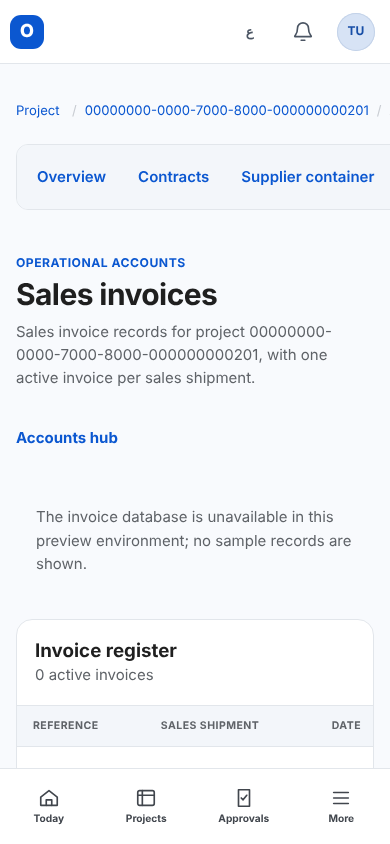 O
ع
TU
Project / 00000000-0000-7000-8000-000000000201 /
Overview Contracts Supplier container
OPERATIONAL ACCOUNTS
Sales invoices
Sales invoice records for project 00000000-
0000-7000-8000-000000000201, with one
active invoice per sales shipment.
Accounts hub
The invoice database is unavailable in this
preview environment; no sample records are
shown.
Invoice register
0 active invoices
REFERENCE SALES SHIPMENT DATE
Today Projects Approvals More